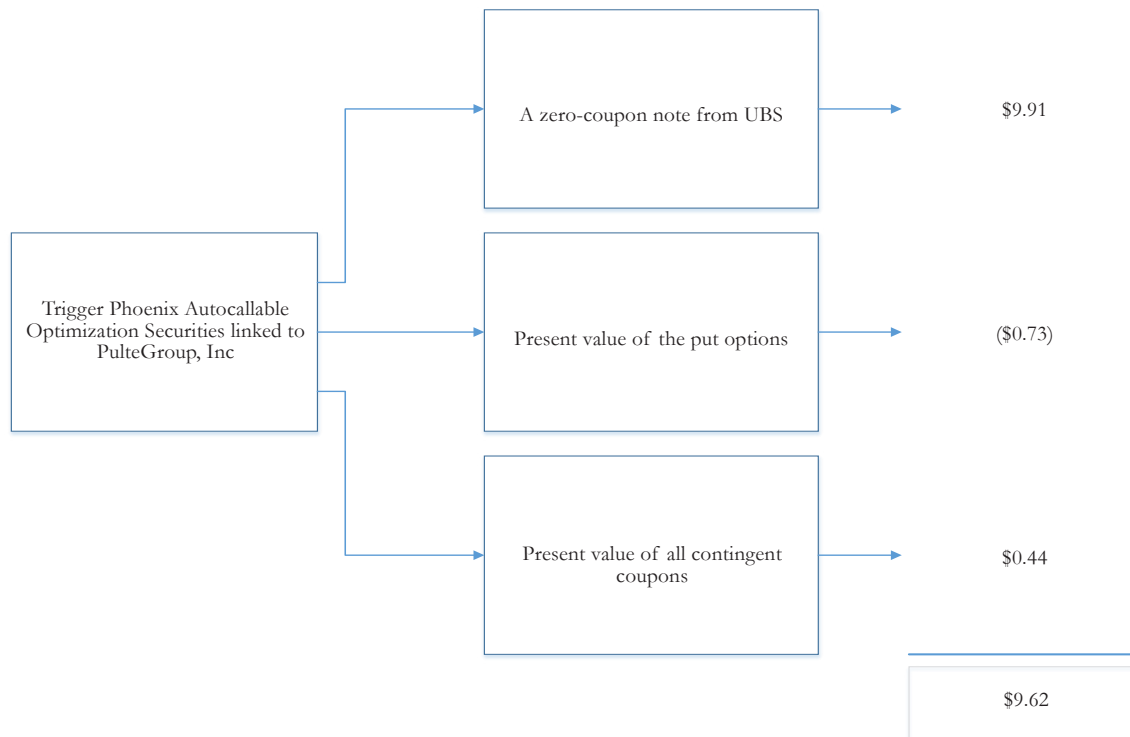 A zero-coupon note from UBS
$9.91
Trigger Phoenix Autocallable
Optimization Securities linked to
PulteGroup, Inc
Present value of the put options
($0.73)
Present value of all contingent
coupons
$0.44
$9.62